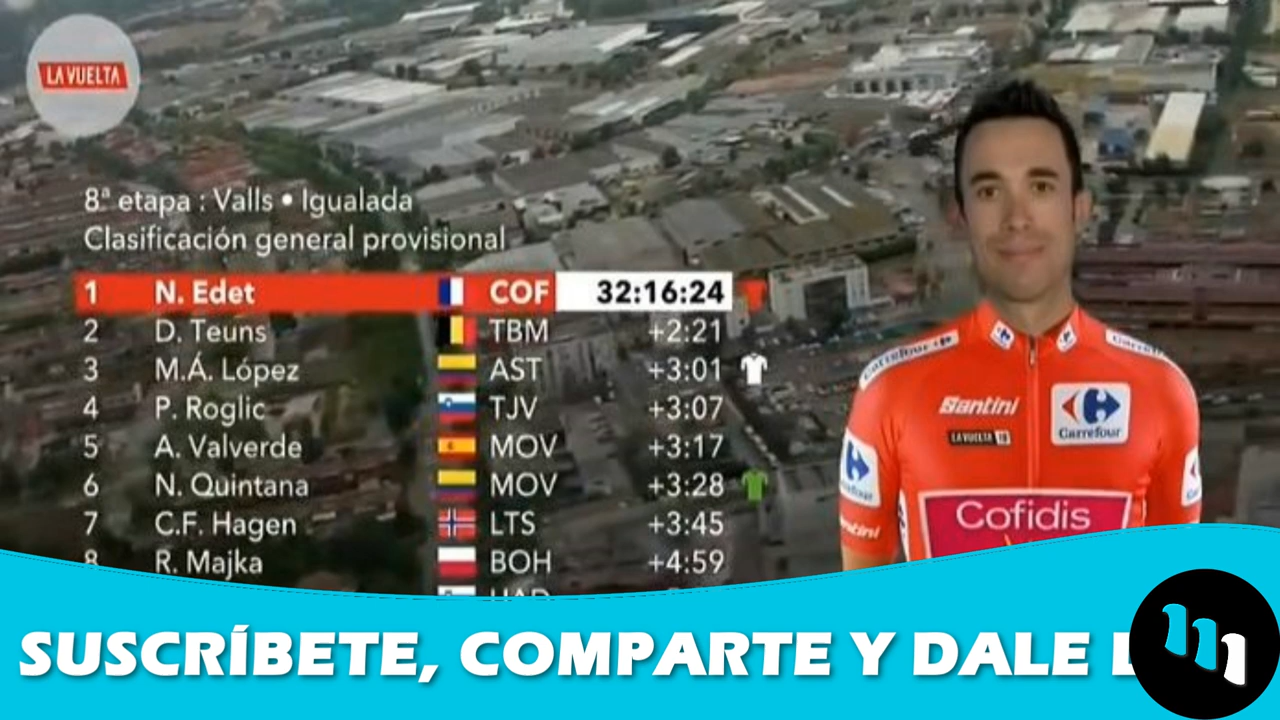 LA VUELTA
8ª etapa : Valls • Igualada
Clasificación general provisional
1 N. Edet COF 32:16:24
2 D. Teuns TBM +2:21
3 M.Á. López AST +3:01
4 P. Roglic TJV +3:07
5 A. Valverde MOV +3:17
6 N. Quintana MOV +3:28
7 C.F. Hagen LTS +3:45
8 R. Majka BOH +4:59
Carrefour
Santini
LA VUELTA 19
Carrefour
Cofidis
SUSCRÍBETE, COMPARTE Y DALE